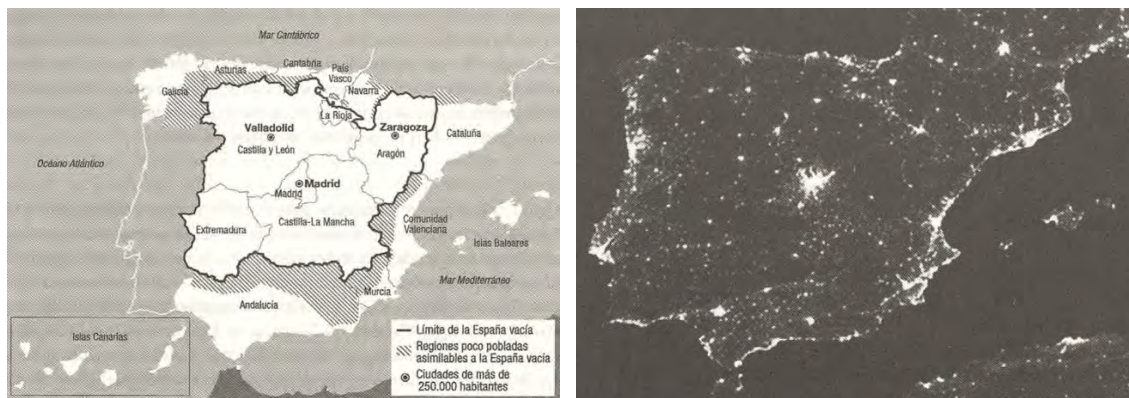 Mar Cantábrico
Asturias
Cantabria
País
Vasco
Galicia
Navarra
La Rioja
Valladolid
Zaragoza
Cataluña
Castilla y León
Aragón
Océano Atlántico
Madrid
Madrid
Castilla-La Mancha
Comunidad
Valenciana
Extremadura
Islas Baleares
Mar Mediterráneo
Murcia
Andalucía
Islas Canarias
Límite de la España vacía
Regiones poco pobladas
asimilables a la España vacía
Ciudades de más de
250.000 habitantes